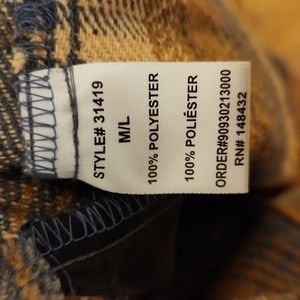 STYLE# 31419
M/L
100% POLYESTER
100% POLIÉSTER
ORDER#90930213000
RN# 148432